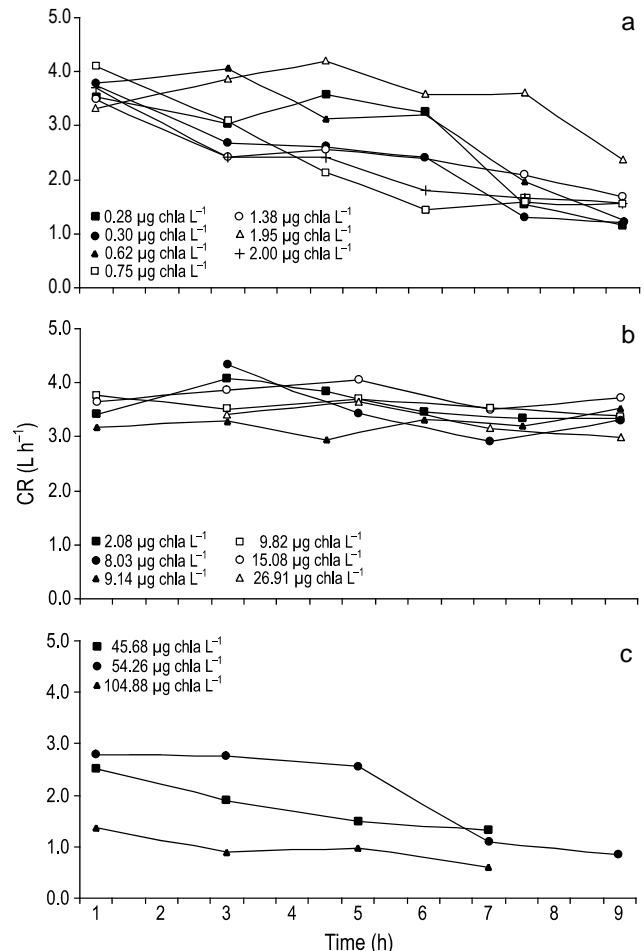 a
5.0
4.0
3.0
2.0
1.0
0.0
0.28 µg chla L⁻¹
0.30 µg chla L⁻¹
0.62 µg chla L⁻¹
0.75 µg chla L⁻¹
1.38 µg chla L⁻¹
1.95 µg chla L⁻¹
2.00 µg chla L⁻¹
b
CR (L h⁻¹)
5.0
4.0
3.0
2.0
1.0
0.0
2.08 µg chla L⁻¹
8.03 µg chla L⁻¹
9.14 µg chla L⁻¹
9.82 µg chla L⁻¹
15.08 µg chla L⁻¹
26.91 µg chla L⁻¹
c
5.0
4.0
3.0
2.0
1.0
0.0
45.68 µg chla L⁻¹
54.26 µg chla L⁻¹
104.88 µg chla L⁻¹
1 2 3 4 5 6 7 8 9
Time (h)